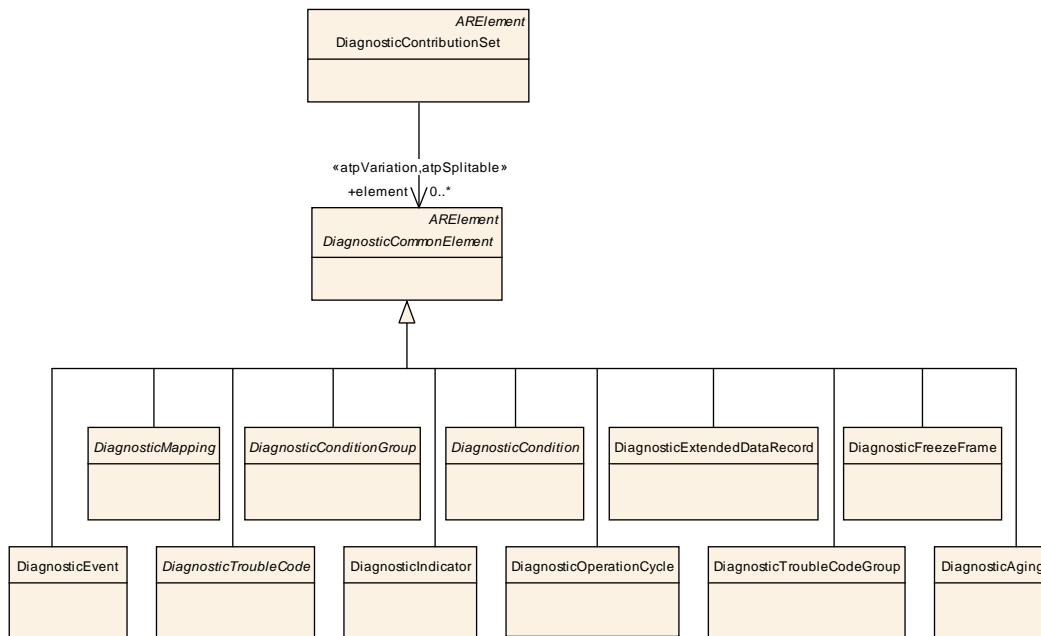 ARElement
DiagnosticContributionSet
«atpVariation,atpSplitable»
+element 0..*
ARElement
DiagnosticCommonElement
DiagnosticMapping
DiagnosticConditionGroup
DiagnosticCondition
DiagnosticExtendedDataRecord
DiagnosticFreezeFrame
DiagnosticEvent
DiagnosticTroubleCode
DiagnosticIndicator
DiagnosticOperationCycle
DiagnosticTroubleCodeGroup
DiagnosticAging